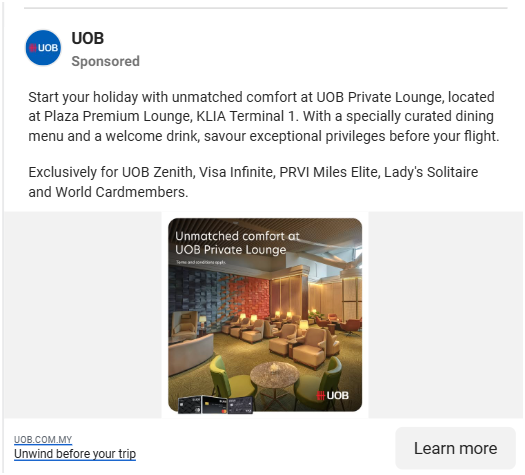 UOB
UOB
Sponsored
Start your holiday with unmatched comfort at UOB Private Lounge, located
at Plaza Premium Lounge, KLIA Terminal 1. With a specially curated dining
menu and a welcome drink, savour exceptional privileges before your flight.
Exclusively for UOB Zenith, Visa Infinite, PRVI Miles Elite, Lady's Solitaire
and World Cardmembers.
Unmatched comfort at
UOB Private Lounge
Terms and conditions apply.
UOB
UOB.COM.MY
Unwind before your trip
Learn more